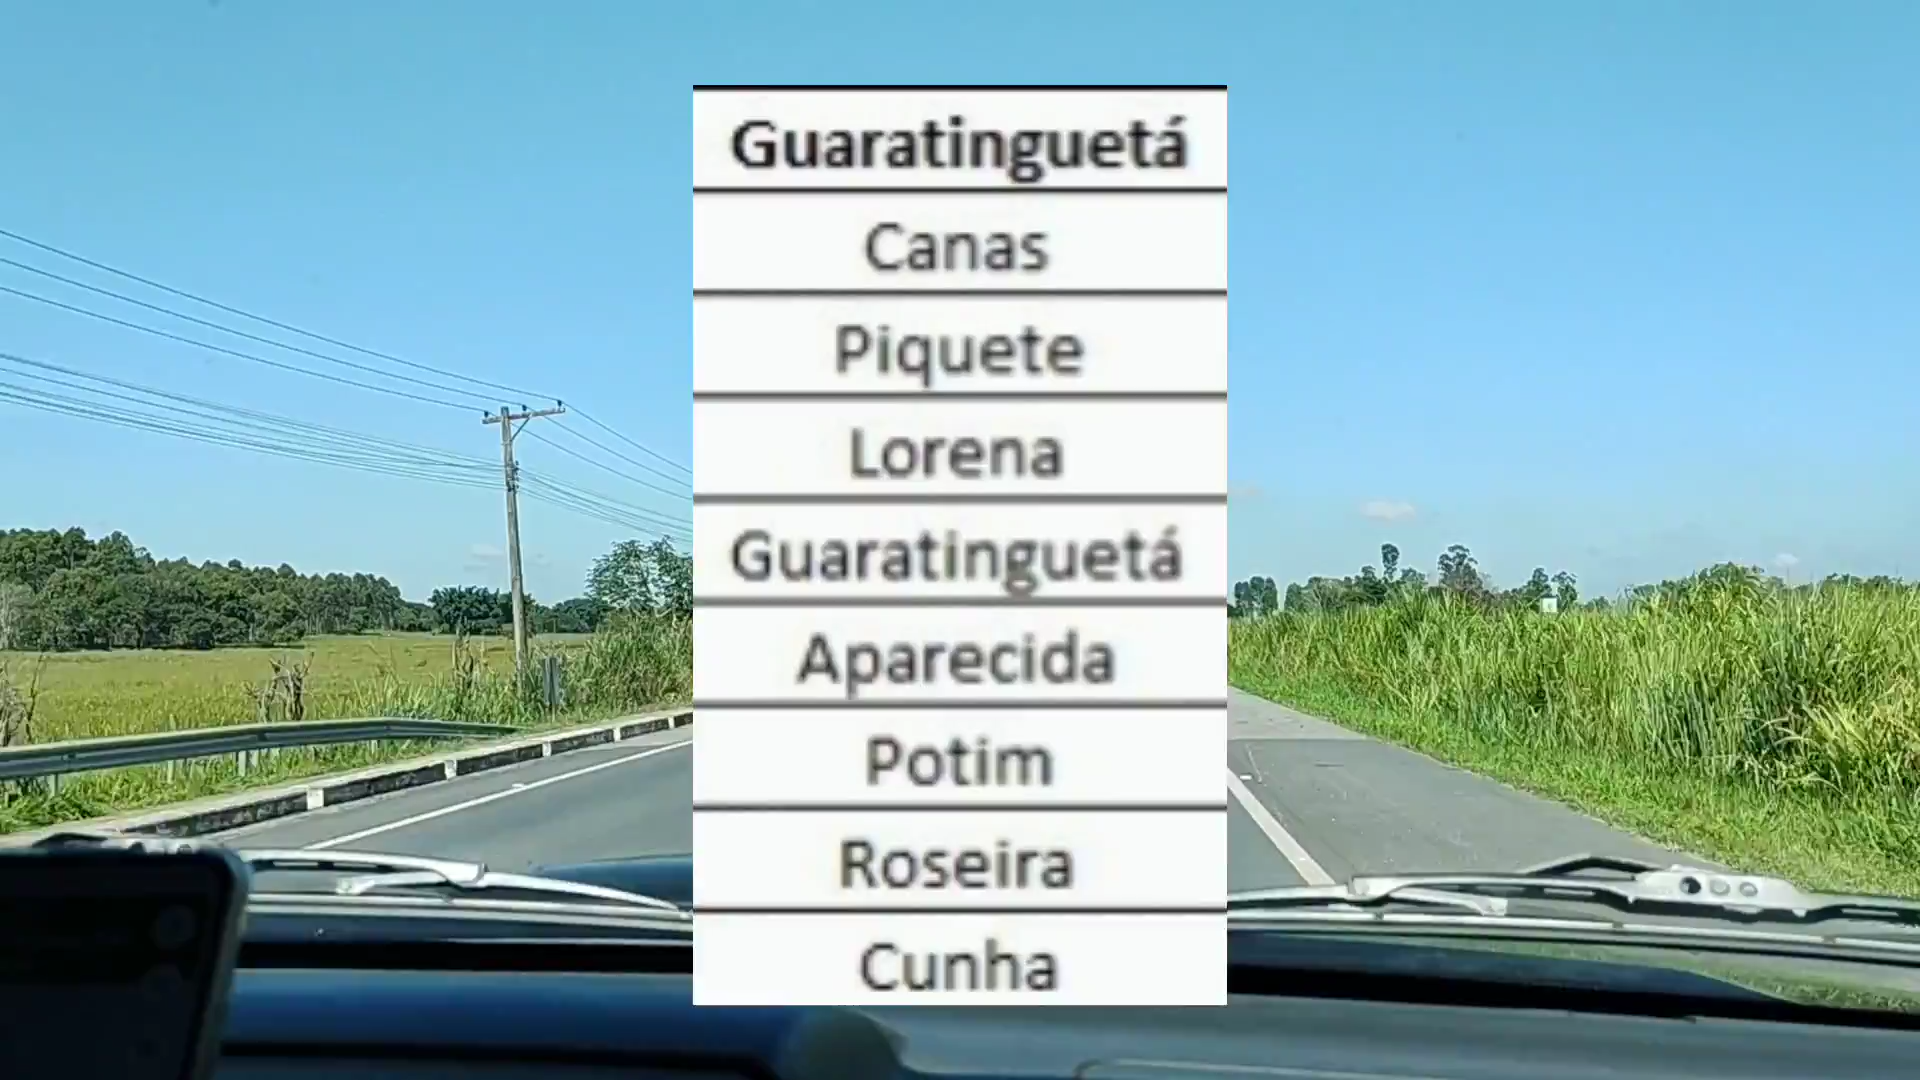 Guaratinguetá
Canas
Piquete
Lorena
Guaratinguetá
Aparecida
Potim
Roseira
Cunha